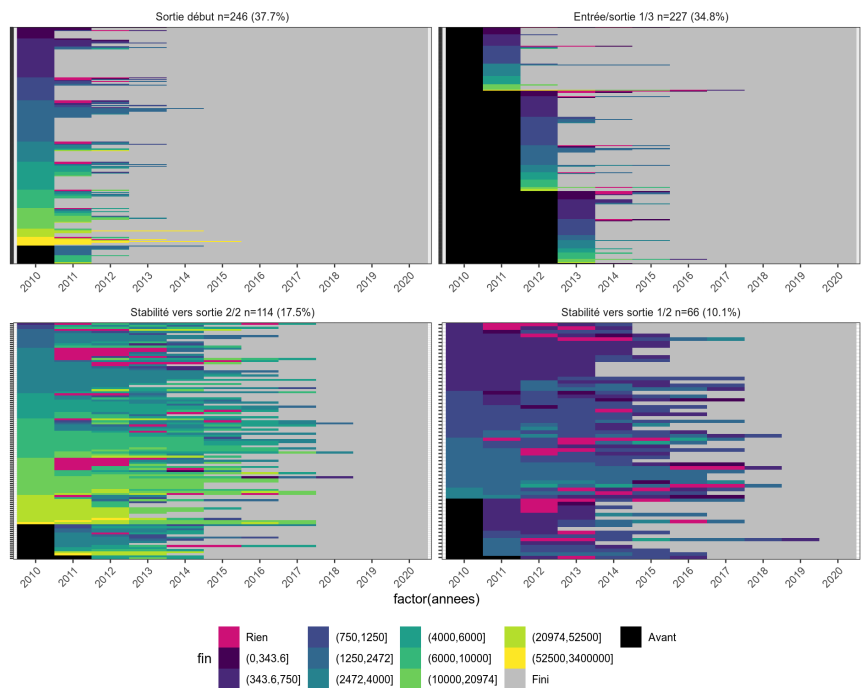 Sortie début n=246 (37.7%)
Entrée/sortie 1/3 n=227 (34.8%)
2010 2011 2012 2013 2014 2015 2016 2017 2018 2019 2020
2010 2011 2012 2013 2014 2015 2016 2017 2018 2019 2020
Stabilité vers sortie 2/2 n=114 (17.5%)
Stabilité vers sortie 1/2 n=66 (10.1%)
2010 2011 2012 2013 2014 2015 2016 2017 2018 2019 2020
2010 2011 2012 2013 2014 2015 2016 2017 2018 2019 2020
factor(annees)
fin
Rien
(0,343.6]
(343.6,750]
(750,1250]
(1250,2472]
(2472,4000]
(4000,6000]
(6000,10000]
(10000,20974]
(20974,52500]
(52500,3400000]
Fini
Avant